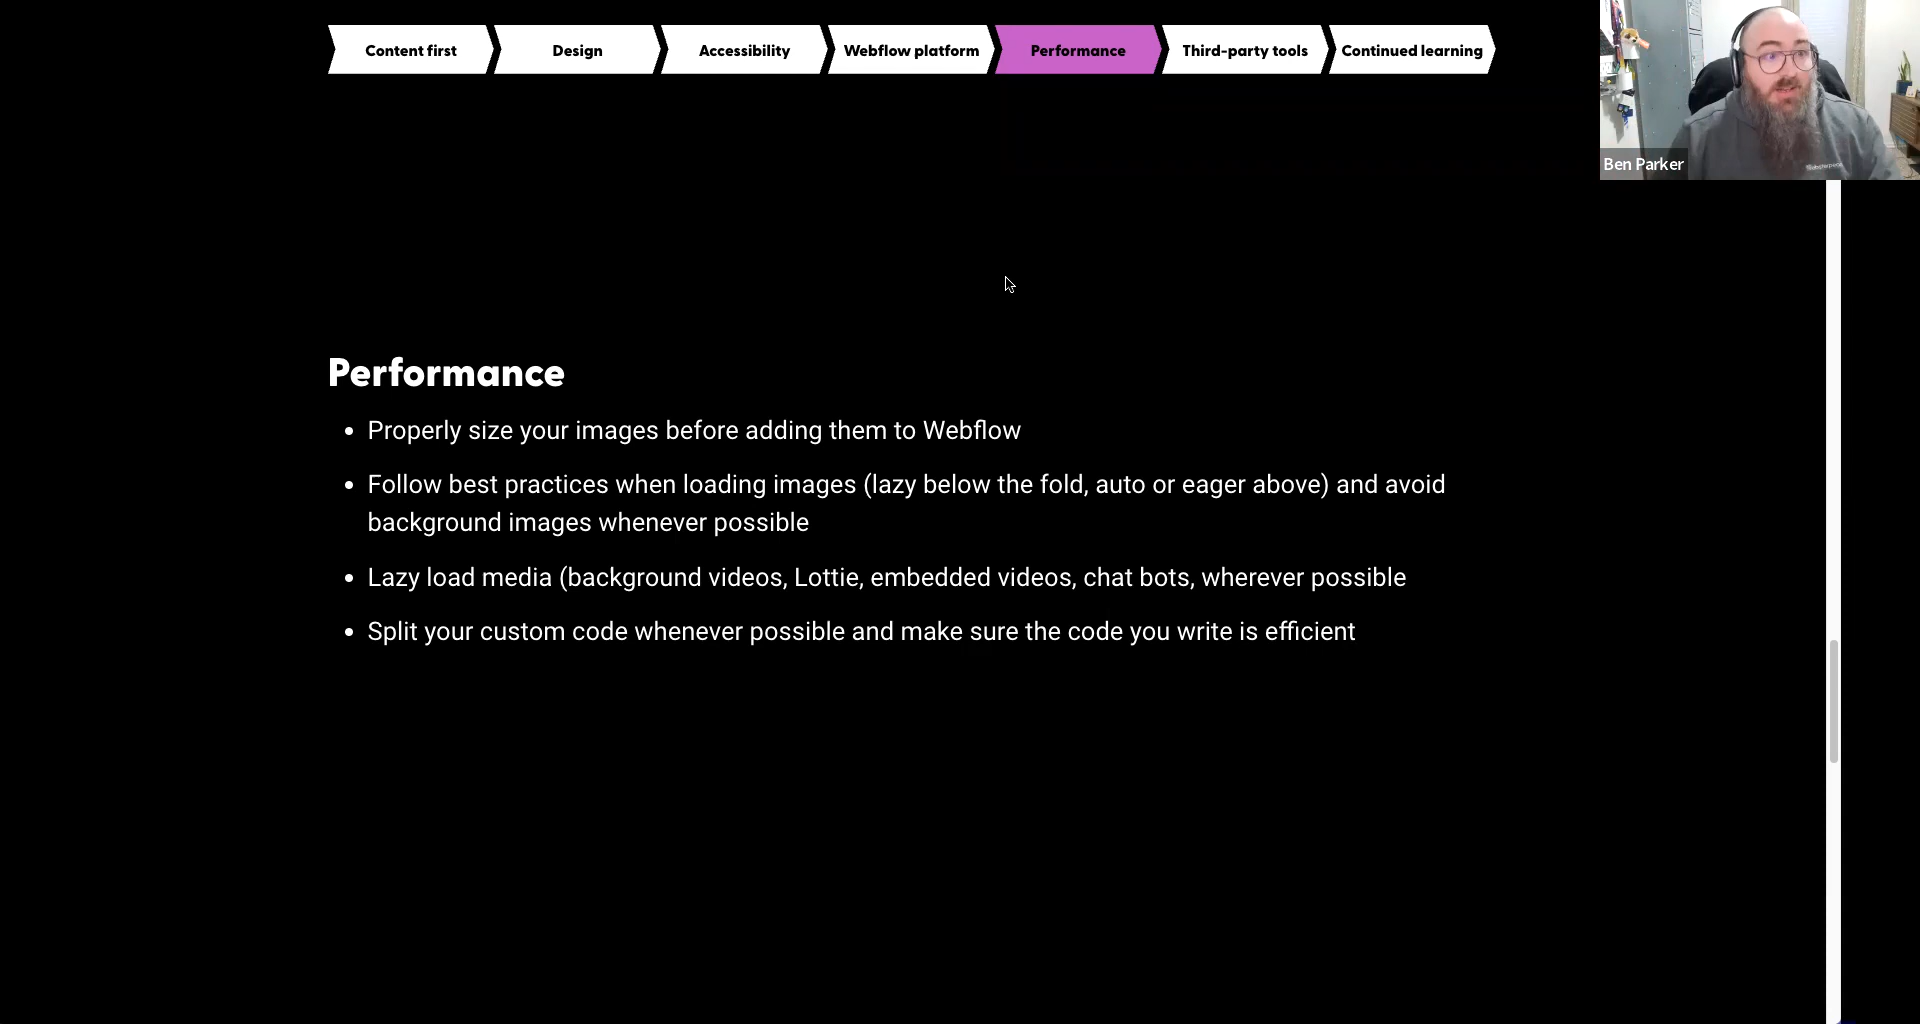 Content first
Design
Accessibility
Webflow platform
Performance
Third-party tools
Continued learning
Ben Parker
Performance
• Properly size your images before adding them to Webflow
• Follow best practices when loading images (lazy below the fold, auto or eager above) and avoid
background images whenever possible
• Lazy load media (background videos, Lottie, embedded videos, chat bots, wherever possible
• Split your custom code whenever possible and make sure the code you write is efficient